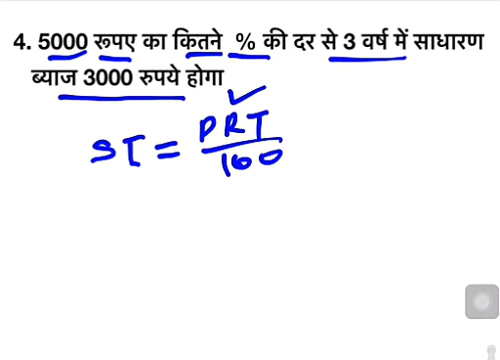 4. 5000 रूपए का कितने % की दर से 3 वर्ष में साधारण
ब्याज 3000 रुपये होगा
SI = PRT
100